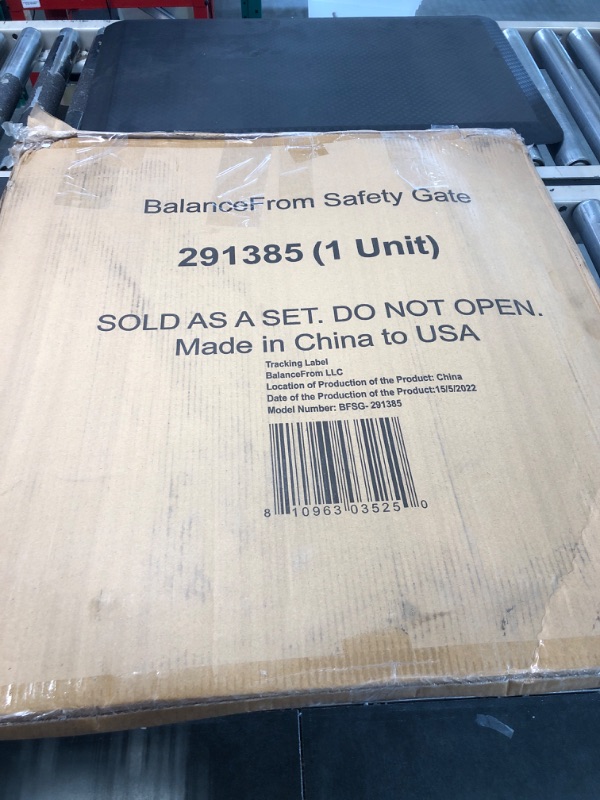 BalanceFrom Safety Gate
291385 (1 Unit)
SOLD AS A SET. DO NOT OPEN.
Made in China to USA
Tracking Label
BalanceFrom LLC
Location of Production of the Product: China
Date of the Production of the Product:15/5/2022
Model Number: BFSG- 291385
8 10963 03525 0